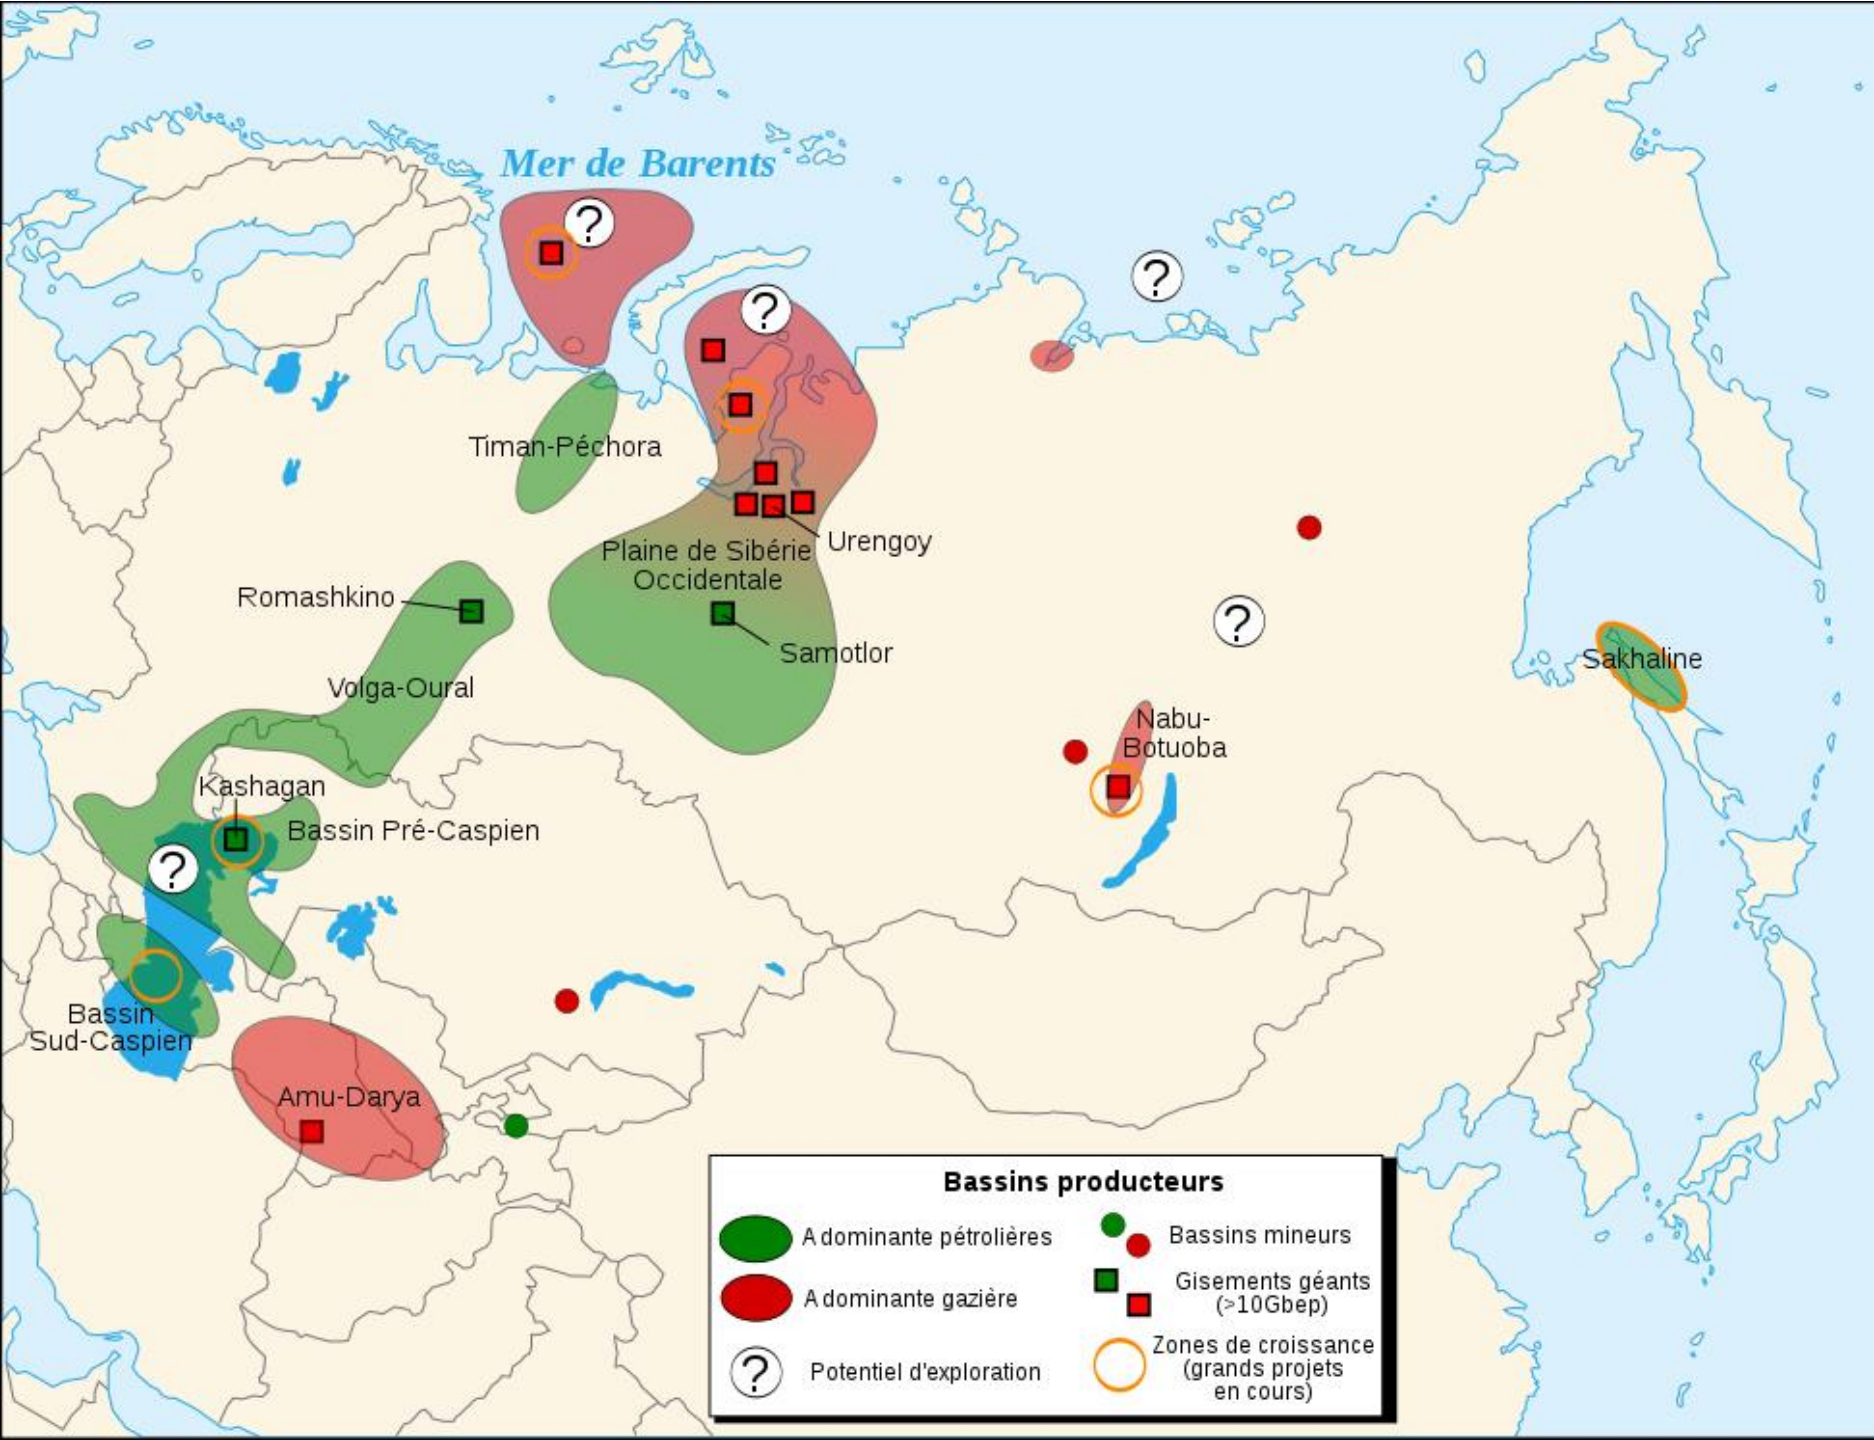 Mer de Barents
?
?
?
Timan-Péchora
Urengoy
Plaine de Sibérie
Occidentale
Romashkino
?
Samotlor
Sakhaline
Volga-Oural
Nabu-
Botuoba
Kashagan
Bassin Pré-Caspien
?
Bassin
Sud-Caspien
Amu-Darya
Bassins producteurs
A dominante pétrolières
Bassins mineurs
A dominante gazière
Gisements géants
(>10Gbep)
? Potentiel d'exploration
Zones de croissance
(grands projets
en cours)